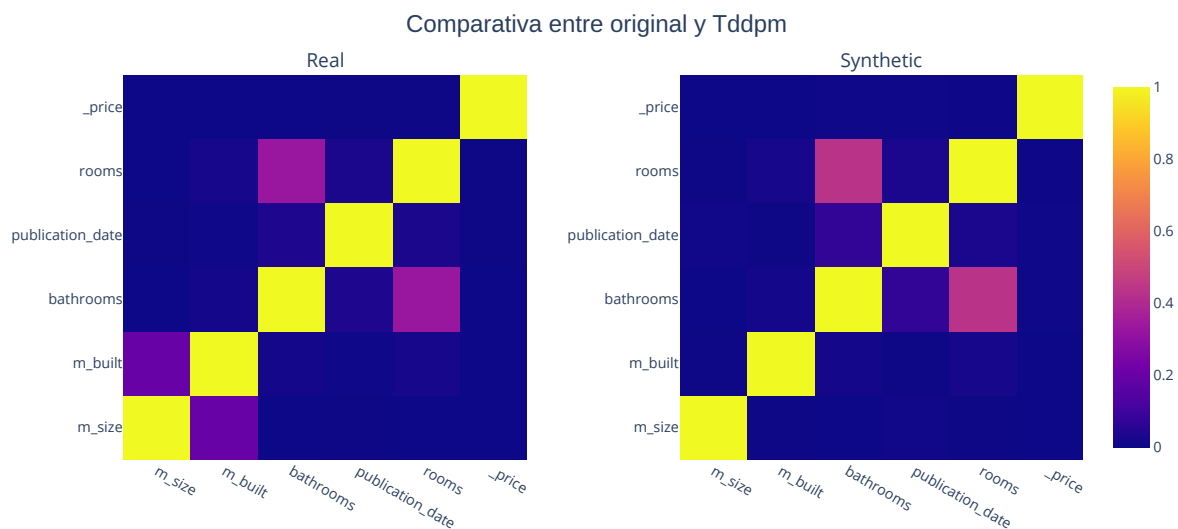 Comparativa entre original y Tddpm
Real
Synthetic
_price
rooms
publication_date
bathrooms
m_built
m_size
m_size
m_built
bathrooms
publication_date
rooms
_price
_price
rooms
publication_date
bathrooms
m_built
m_size
m_size
m_built
bathrooms
publication_date
rooms
_price
1
0.8
0.6
0.4
0.2
0